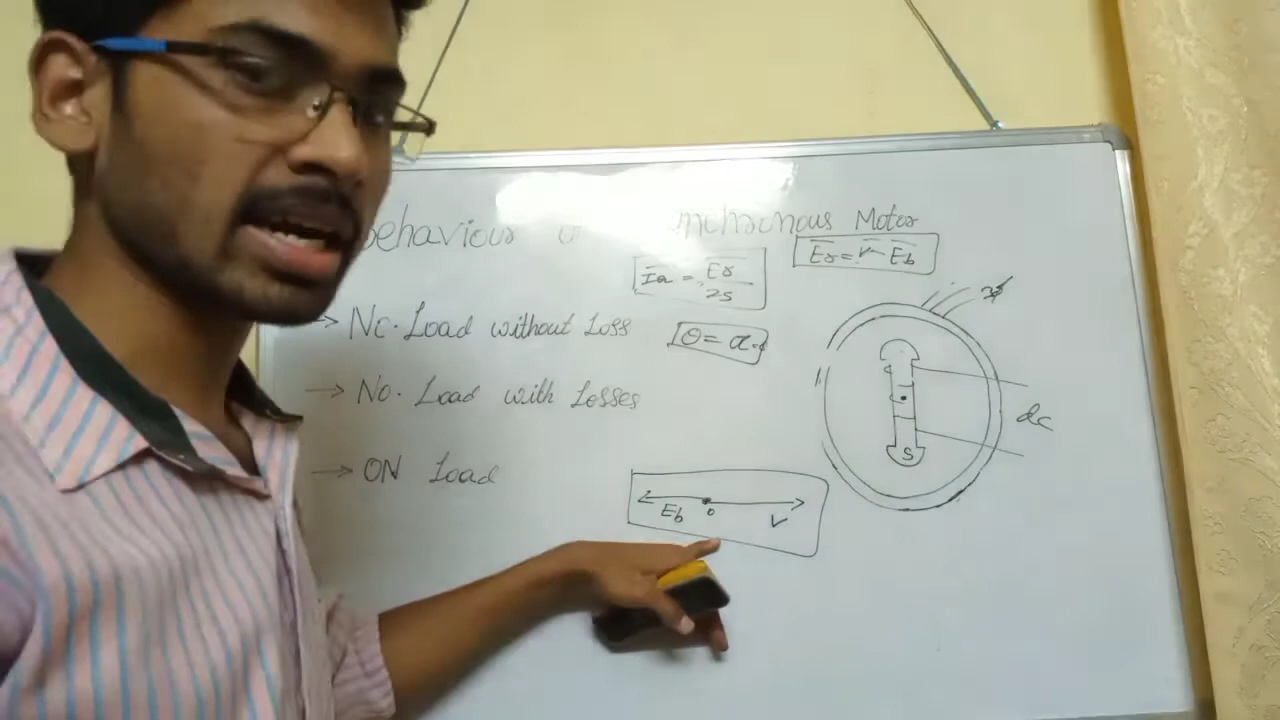 Behaviour Synchronous Motor
Er = V - Eb
Ia = Er / Zs
→ No. Load without Loss
θ = α
→ No. Load with Losses
→ ON Load
3φ
dc
S
Eb o V